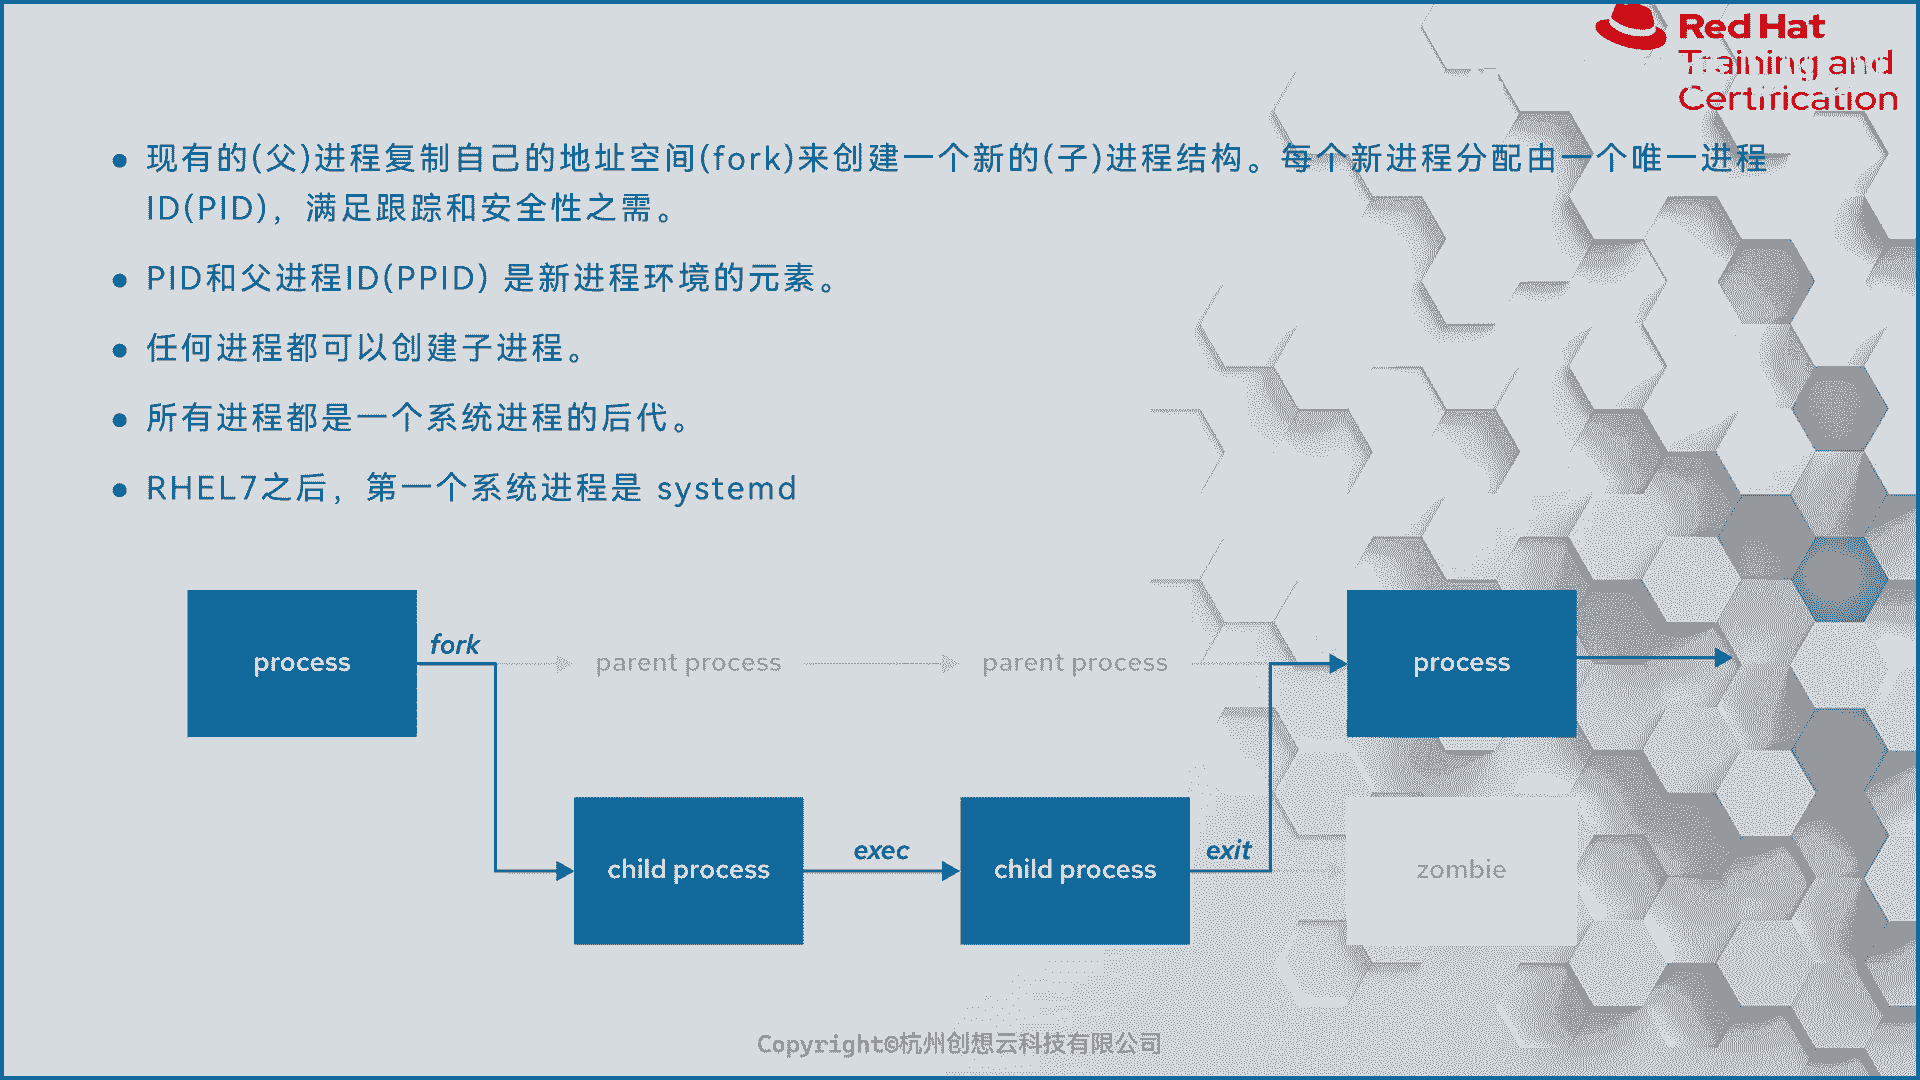 Red Hat
Training and
Certification
● 现有的(父)进程复制自己的地址空间(fork)来创建一个新的(子)进程结构。每个新进程分配由一个唯一进程
ID(PID)，满足跟踪和安全性之需。
● PID和父进程ID(PPID) 是新进程环境的元素。
● 任何进程都可以创建子进程。
● 所有进程都是一个系统进程的后代。
● RHEL7之后，第一个系统进程是 systemd
fork
process
parent process
parent process
process
exec
exit
child process
child process
zombie
Copyright©杭州创想云科技有限公司